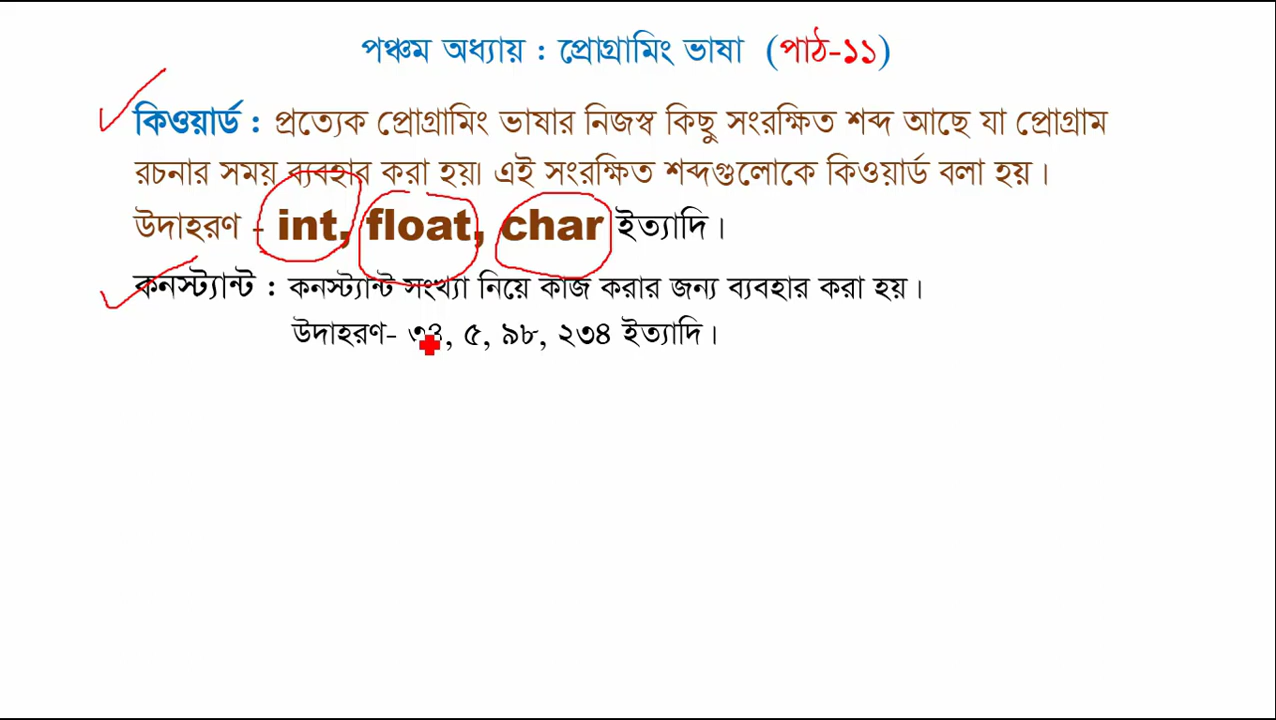 পঞ্চম অধ্যায় : প্রোগ্রামিং ভাষা (পাঠ-১১)
কিওয়ার্ড : প্রত্যেক প্রোগ্রামিং ভাষার নিজস্ব কিছু সংরক্ষিত শব্দ আছে যা প্রোগ্রাম
রচনার সময় ব্যবহার করা হয়। এই সংরক্ষিত শব্দগুলোকে কিওয়ার্ড বলা হয়।
উদাহরণ - int, float, char ইত্যাদি।
কনস্ট্যান্ট : কনস্ট্যান্ট সংখ্যা নিয়ে কাজ করার জন্য ব্যবহার করা হয়।
উদাহরণ- ৫, ৯৮, ২৩৪ ইত্যাদি।